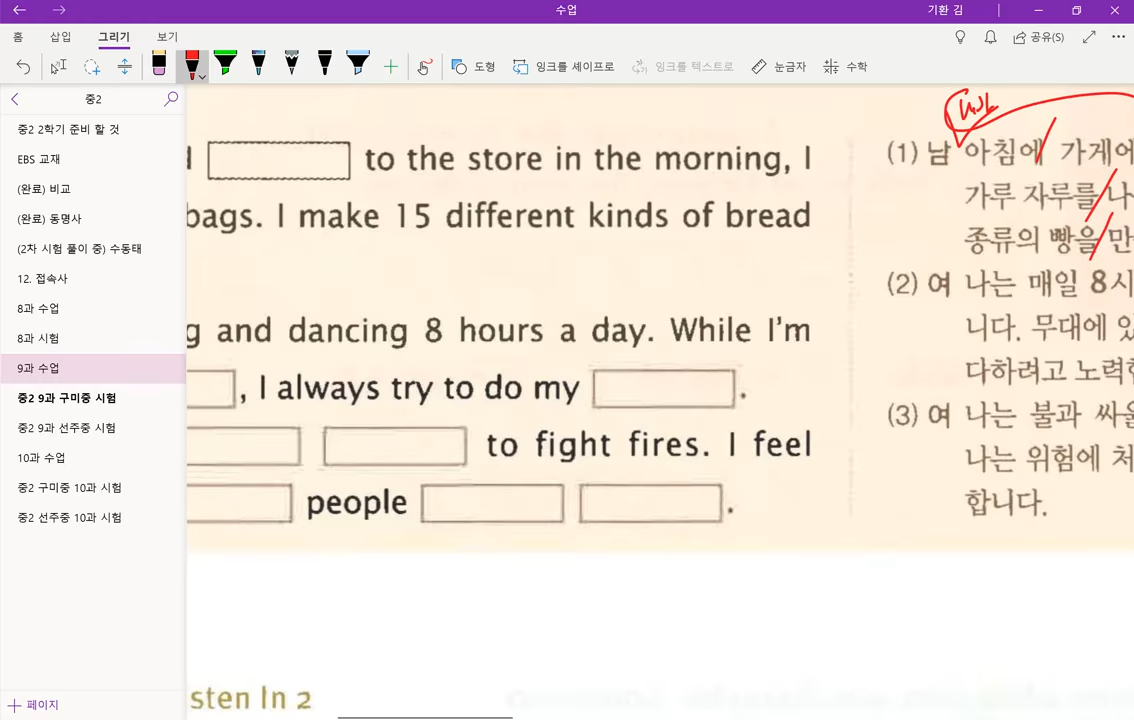 수업
기환 김
홈
삽입
그리기
보기
공유(S)
도형
잉크를 셰이프로
잉크를 텍스트로
눈금자
수학
중2
중2 2학기 준비 할 것
EBS 교재
(완료) 비교
(완료) 동명사
(2차 시험 풀이 중) 수동태
12. 접속사
8과 수업
8과 시험
9과 수업
중2 9과 구미중 시험
중2 9과 선주중 시험
10과 수업
중2 구미중 10과 시험
중2 선주중 10과 시험
페이지
to the store in the morning, I
bags. I make 15 different kinds of bread
g and dancing 8 hours a day. While I'm
, I always try to do my .
to fight fires. I feel
people .
sten In 2
(1) 남 아침에 가게에
가루 자루를 나
종류의 빵을 만
(2) 여 나는 매일 8시
니다. 무대에 있
다하려고 노력한
(3) 여 나는 불과 싸울
나는 위험에 처
합니다.